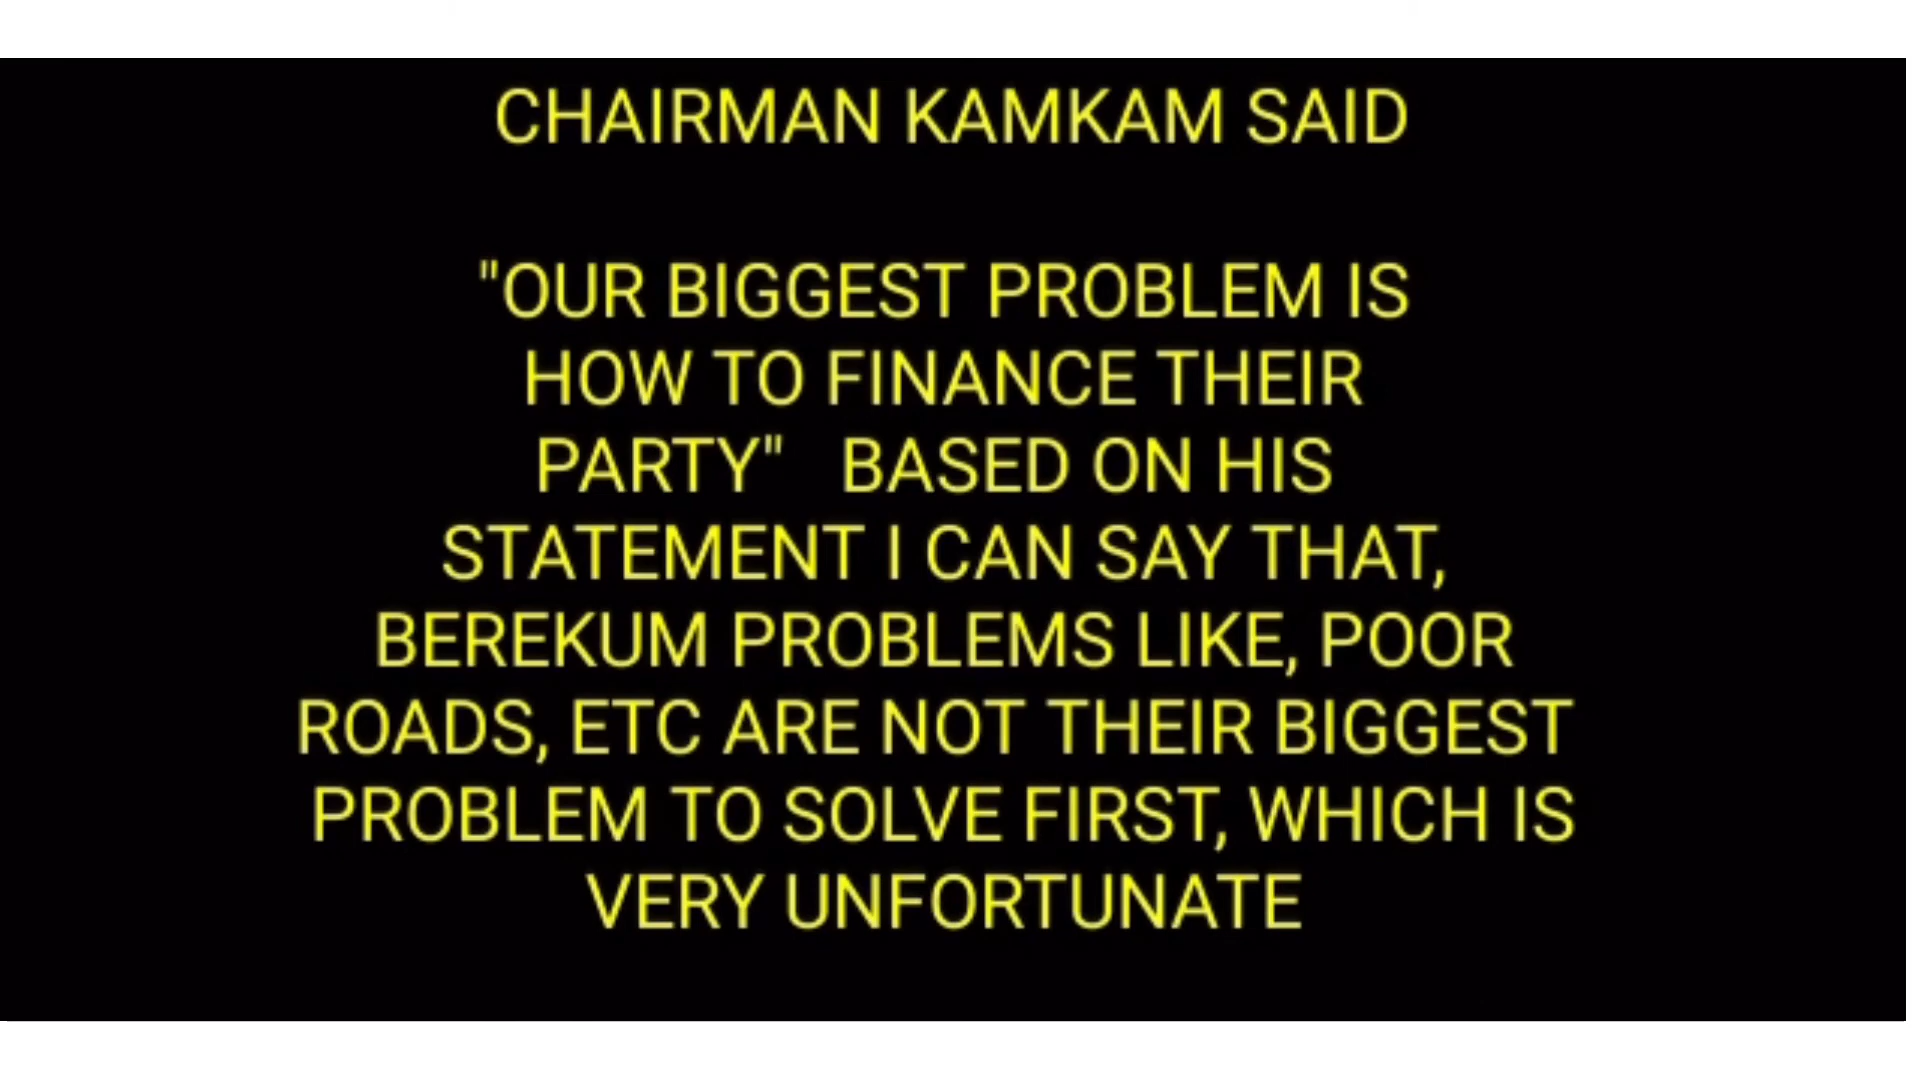 CHAIRMAN KAMKAM SAID
"OUR BIGGEST PROBLEM IS
HOW TO FINANCE THEIR
PARTY" BASED ON HIS
STATEMENT I CAN SAY THAT,
BEREKUM PROBLEMS LIKE, POOR
ROADS, ETC ARE NOT THEIR BIGGEST
PROBLEM TO SOLVE FIRST, WHICH IS
VERY UNFORTUNATE